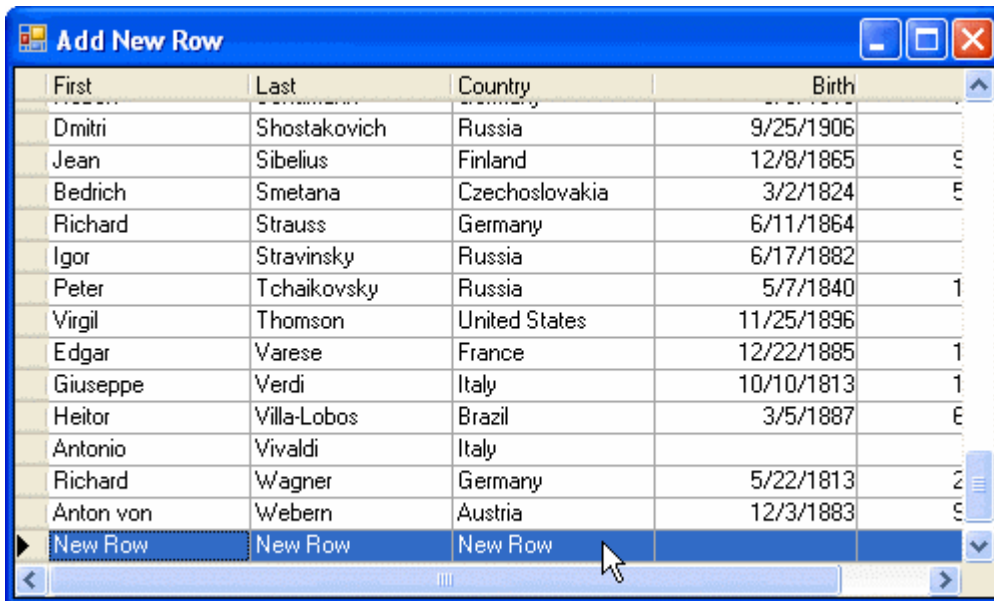 Add New Row
First Last Country Birth
Dmitri Shostakovich Russia 9/25/1906
Jean Sibelius Finland 12/8/1865
Bedrich Smetana Czechoslovakia 3/2/1824
Richard Strauss Germany 6/11/1864
Igor Stravinsky Russia 6/17/1882
Peter Tchaikovsky Russia 5/7/1840 1
Virgil Thomson United States 11/25/1896
Edgar Varese France 12/22/1885 1
Giuseppe Verdi Italy 10/10/1813 1
Heitor Villa-Lobos Brazil 3/5/1887
Antonio Vivaldi Italy
Richard Wagner Germany 5/22/1813 2
Anton von Webern Austria 12/3/1883
New Row New Row New Row